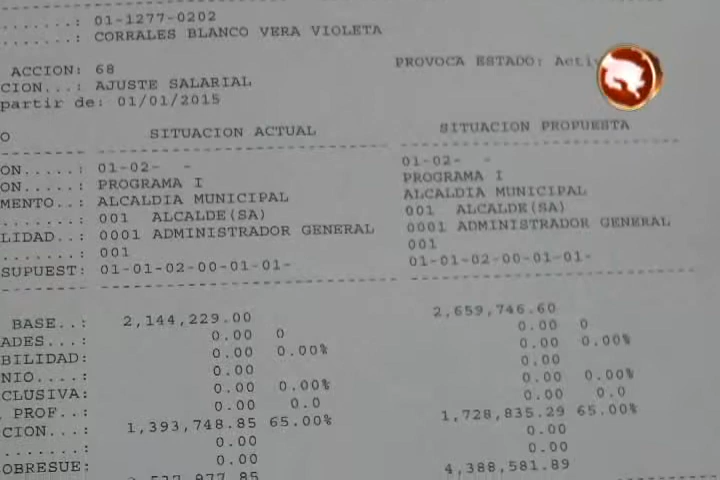 .......: 01-1277-0202
.......: CORRALES BLANCO VERA VIOLETA
ACCION: 68 PROVOCA ESTADO:
CION...: AJUSTE SALARIAL
partir de: 01/01/2015
O SITUACION ACTUAL SITUACION PROPUESTA
ON.....: 01-02- - 01-02- -
ON.....: PROGRAMA I PROGRAMA I
MENTO..: ALCALDIA MUNICIPAL ALCALDIA MUNICIPAL
.......: 001 ALCALDE(SA) 001 ALCALDE(SA)
LIDAD..: 0001 ADMINISTRADOR GENERAL 0001 ADMINISTRADOR GENERAL
.......: 001 001
SUPUEST: 01-01-02-00-01-01- 01-01-02-00-01-01-
BASE..: 2,144,229.00 2,659,746.60
ADES...: 0.00 0 0.00 0
BILIDAD: 0.00 0.00% 0.00 0.00%
NIO....: 0.00 0.00
CLUSIVA: 0.00 0.00% 0.00 0.00%
PROF..: 0.00 0.0 0.00 0.0
CION...: 1,393,748.85 65.00% 1,728,835.29 65.00%
.......: 0.00 0.00
OBRESUE: 0.00 0.00
4,388,581.89